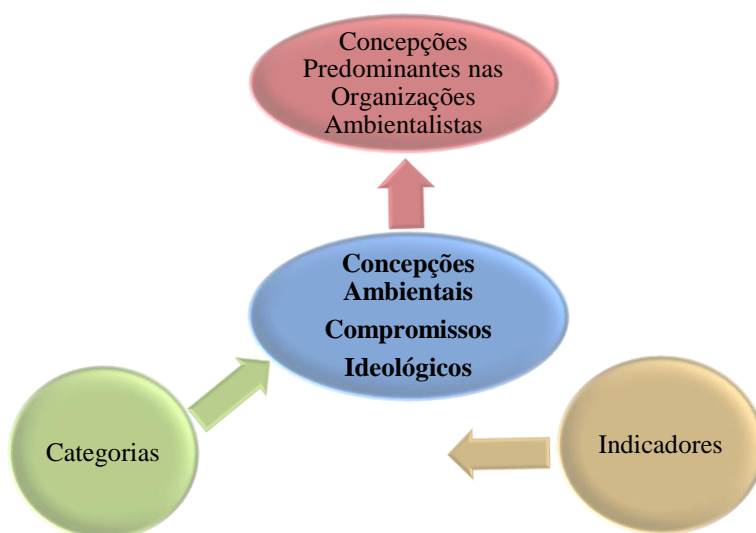 Concepções
Predominantes nas
Organizações
Ambientalistas
Concepções
Ambientais
Compromissos
Ideológicos
Categorias
Indicadores